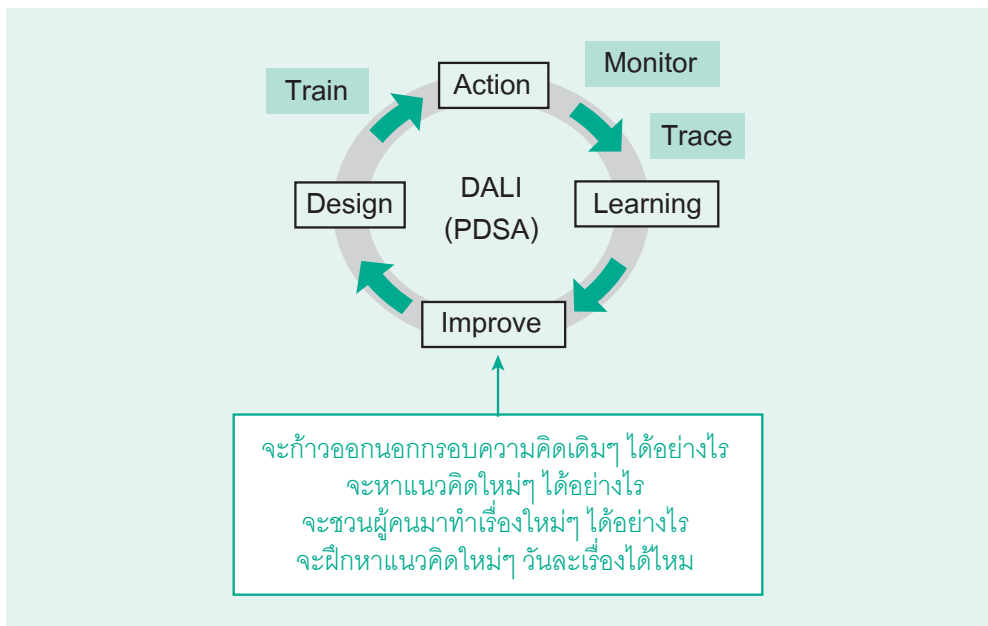 Train
Action
Monitor
Trace
Design
DALI
(PDSA)
Learning
Improve
จะก้าวออกนอกกรอบความคิดเดิมๆ ได้อย่างไร
จะหาแนวคิดใหม่ๆ ได้อย่างไร
จะชวนผู้คนมาทำเรื่องใหม่ๆ ได้อย่างไร
จะฝึกหาแนวคิดใหม่ๆ วันละเรื่องได้ไหม